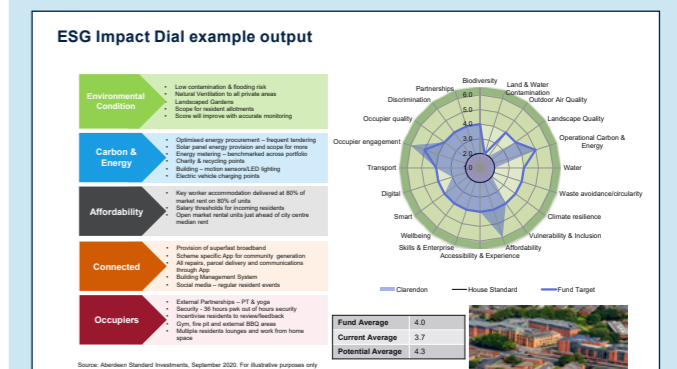 ESG Impact Dial example output
Environmental
Condition
• Low contamination & flooding risk
• Natural Ventilation to all private areas
• Landscaped Gardens
• Scope for resident allotments
• Score will improve with accurate monitoring
Carbon &
Energy
• Optimised energy procurement – frequent tendering
• Solar panel energy provision and scope for more
• Energy metering – benchmarked across portfolio
• Charity & recycling points
• Building – motion sensors/LED lighting
• Electric vehicle charging points
Affordability
• Key worker accommodation delivered at 80% of
market rent on 80% of units
• Salary thresholds for incoming residents
• Open market rental units just ahead of city centre
median rent
Connected
• Provision of superfast broadband
• Scheme specific App for community generation
• All repairs, parcel delivery and communications
through App
• Building Management System
• Social media – regular resident events
Occupiers
• External Partnerships – PT & yoga
• Security - 36 hours pwk out of hours security
• Incentivise residents to review/feedback
• Gym, fire pit and external BBQ areas
• Multiple residents lounges and work from home
space
Source: Aberdeen Standard Investments, September 2020. For illustrative purposes only
Biodiversity
Land & Water
Contamination
Outdoor Air Quality
Landscape Quality
Operational Carbon &
Energy
Water
Waste avoidance/circularity
Climate resilience
Vulnerability & Inclusion
Affordability
Accessibility & Experience
Skills & Enterprise
Wellbeing
Smart
Digital
Transport
Occupier engagement
Occupier quality
Discrimination
Partnerships
6.0
5.0
4.0
3.0
2.0
1.0
Clarendon
House Standard
Fund Target
Fund Average 4.0
Current Average 3.7
Potential Average 4.3